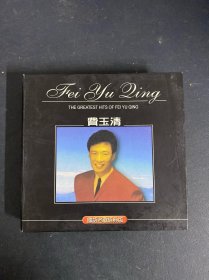 Fei Yu Qing
THE GREATEST HITS OF FEI YU QING
費玉清